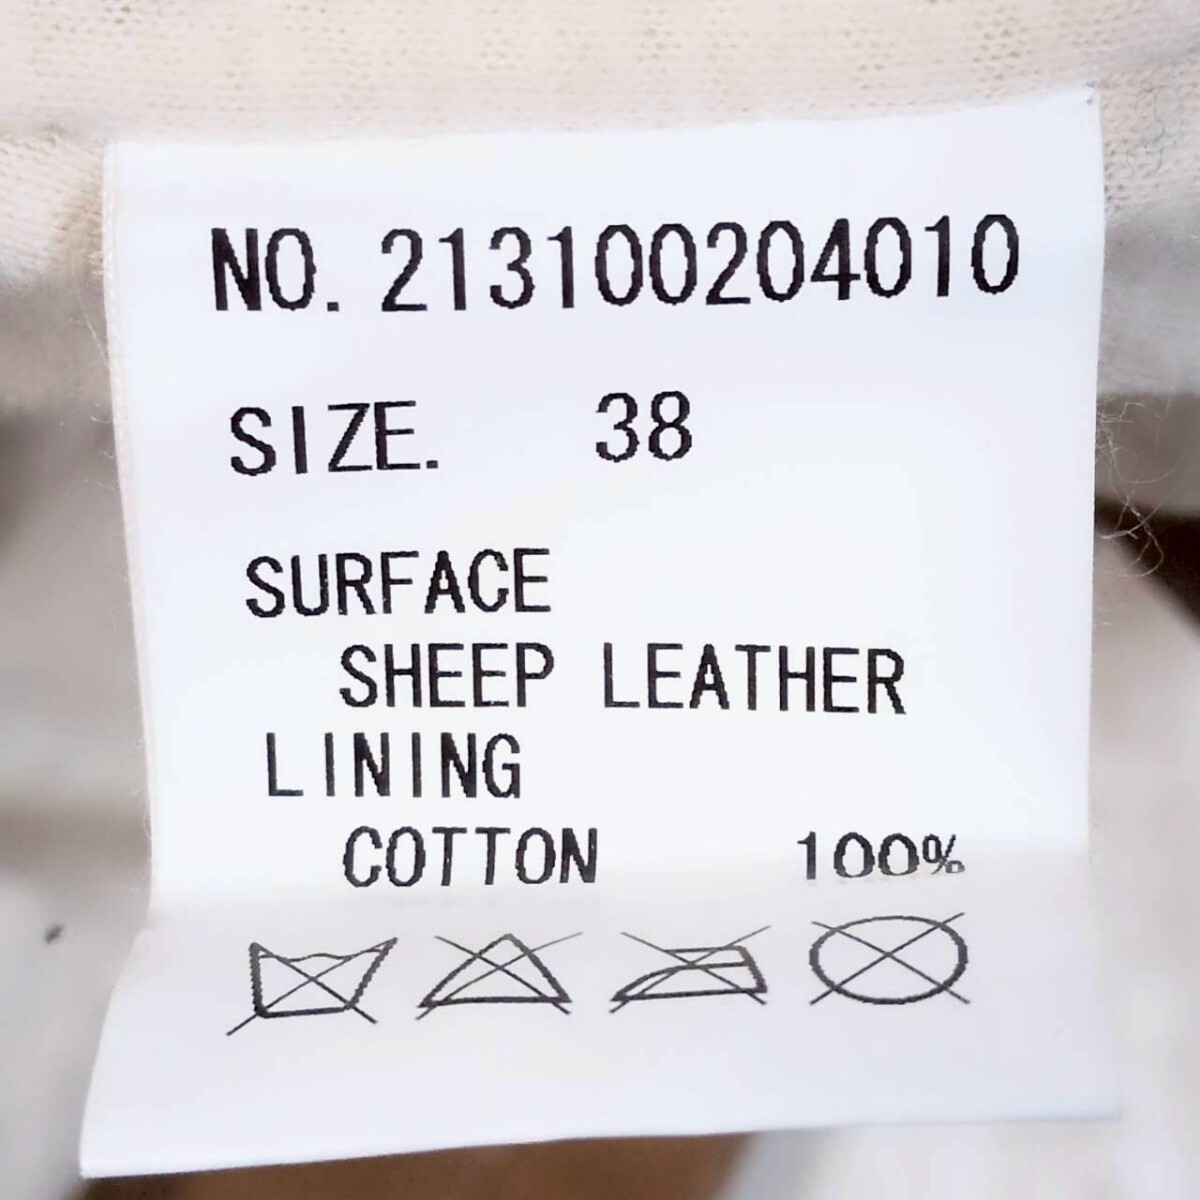 NO. 213100204010
SIZE. 38
SURFACE
SHEEP LEATHER
LINING
COTTON 100%